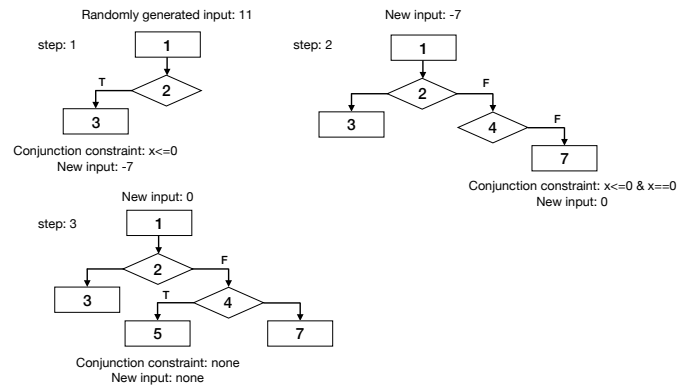 Randomly generated input: 11
step: 1
1
2
T
3
Conjunction constraint: x<=0
New input: -7
New input: -7
step: 2
1
2
F
3
4
F
7
Conjunction constraint: x<=0 & x==0
New input: 0
New input: 0
step: 3
1
2
F
3
T
4
5
7
Conjunction constraint: none
New input: none